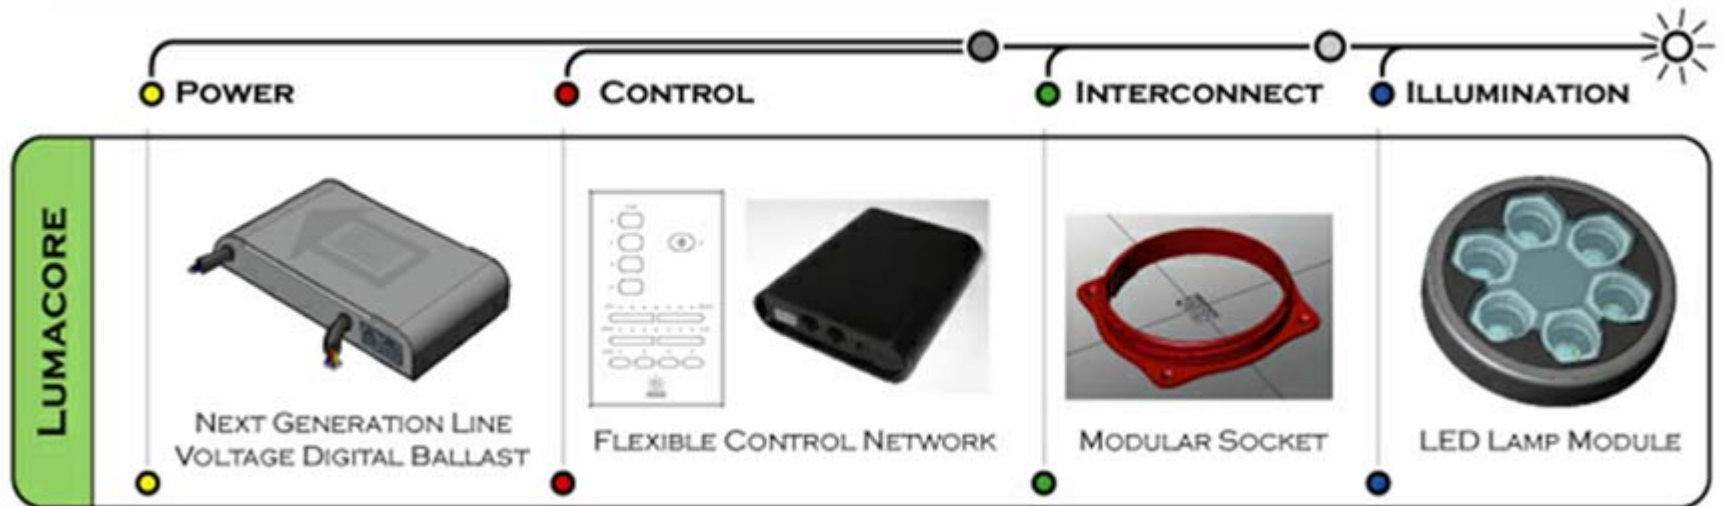 POWER
CONTROL
INTERCONNECT
ILLUMINATION
LUMACORE
NEXT GENERATION LINE
VOLTAGE DIGITAL BALLAST
FLEXIBLE CONTROL NETWORK
MODULAR SOCKET
LED LAMP MODULE